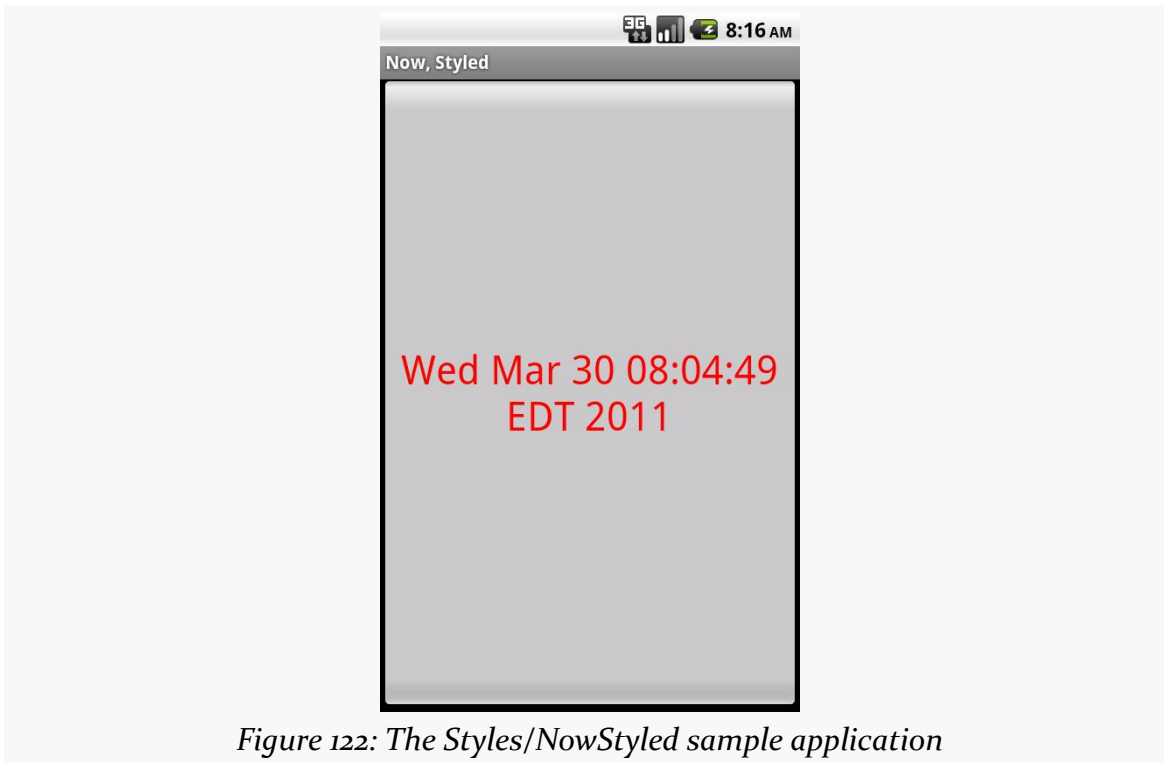 3G 8:16 AM
Now, Styled
Wed Mar 30 08:04:49
EDT 2011
Figure 122: The Styles/NowStyled sample application